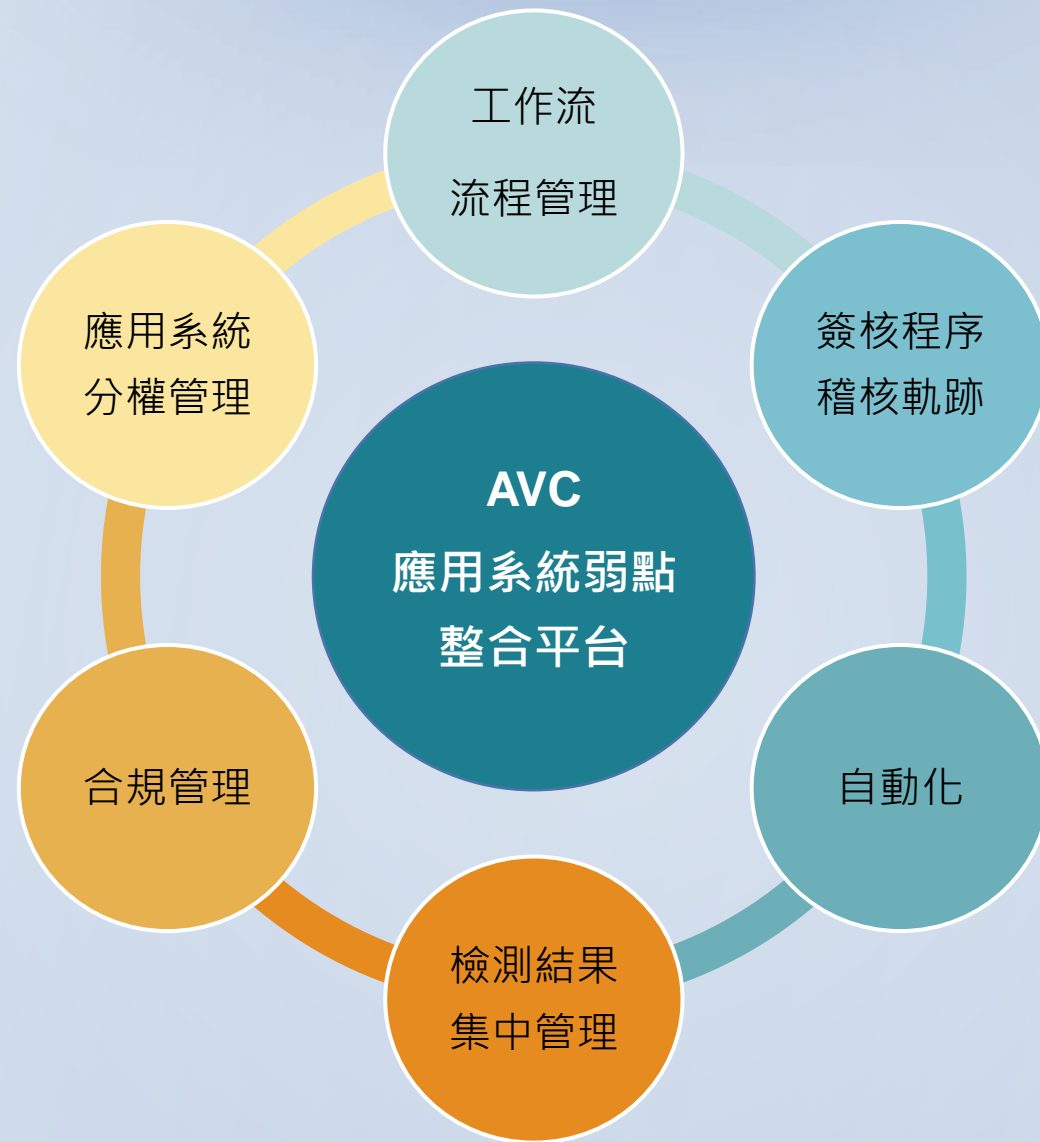 工作流
流程管理
簽核程序
稽核軌跡
自動化
檢測結果
集中管理
合規管理
應用系統
分權管理
AVC
應用系統弱點
整合平台